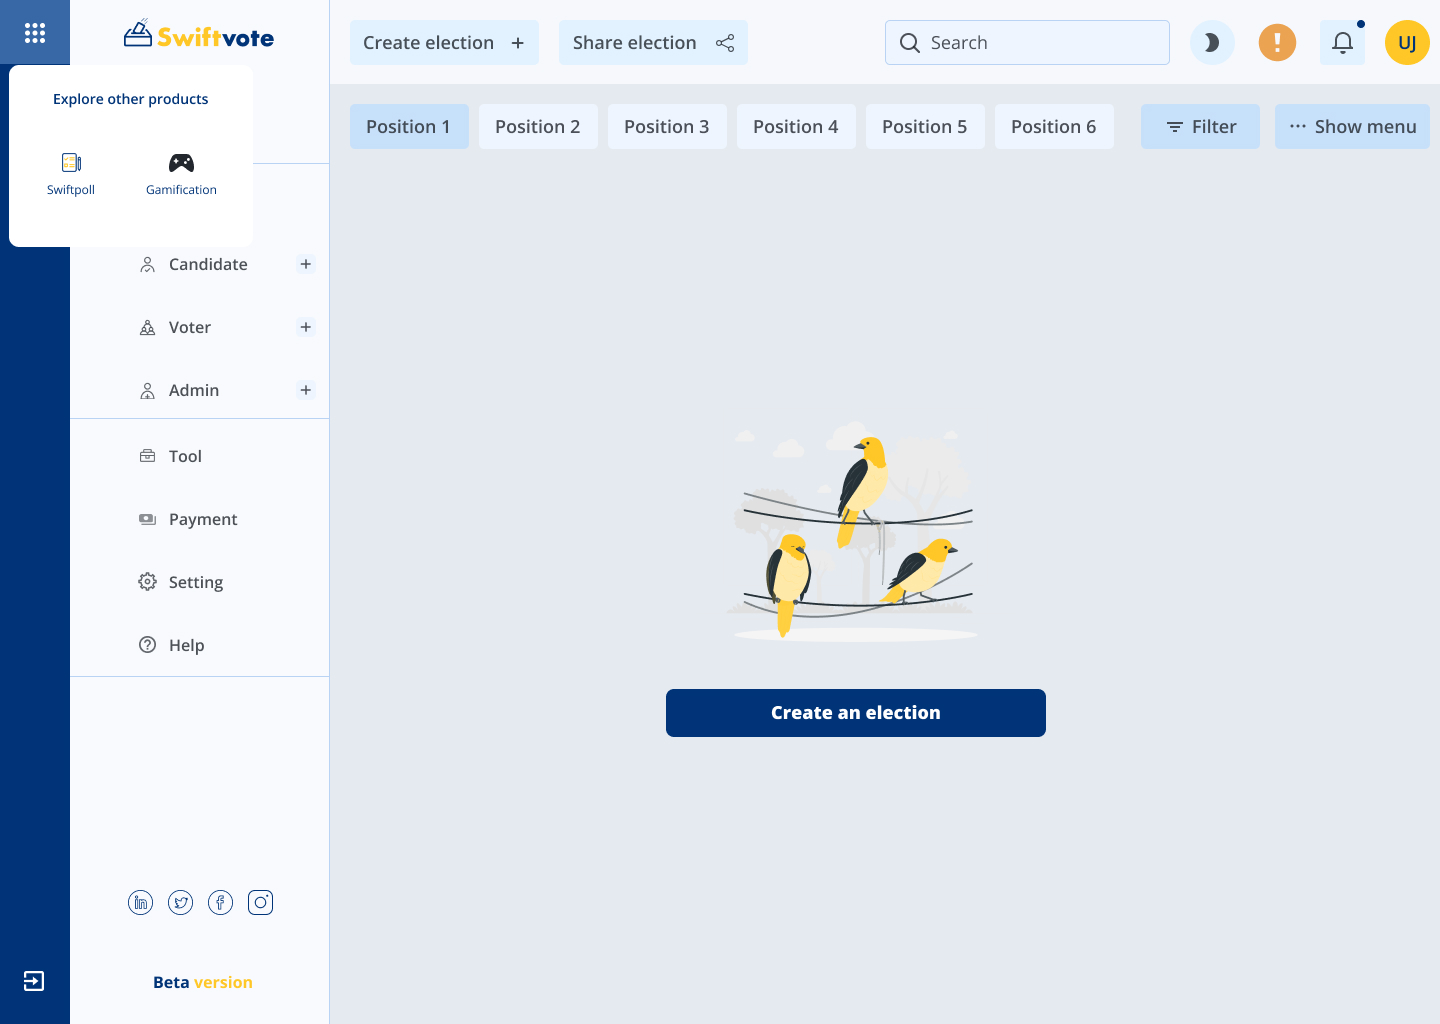 Swiftvote
Create election
Share election
Search
UJ
Explore other products
Swiftpoll
Gamification
Position 1
Position 2
Position 3
Position 4
Position 5
Position 6
Filter
Show menu
Candidate
Voter
Admin
Tool
Payment
Setting
Help
Create an election
Beta version